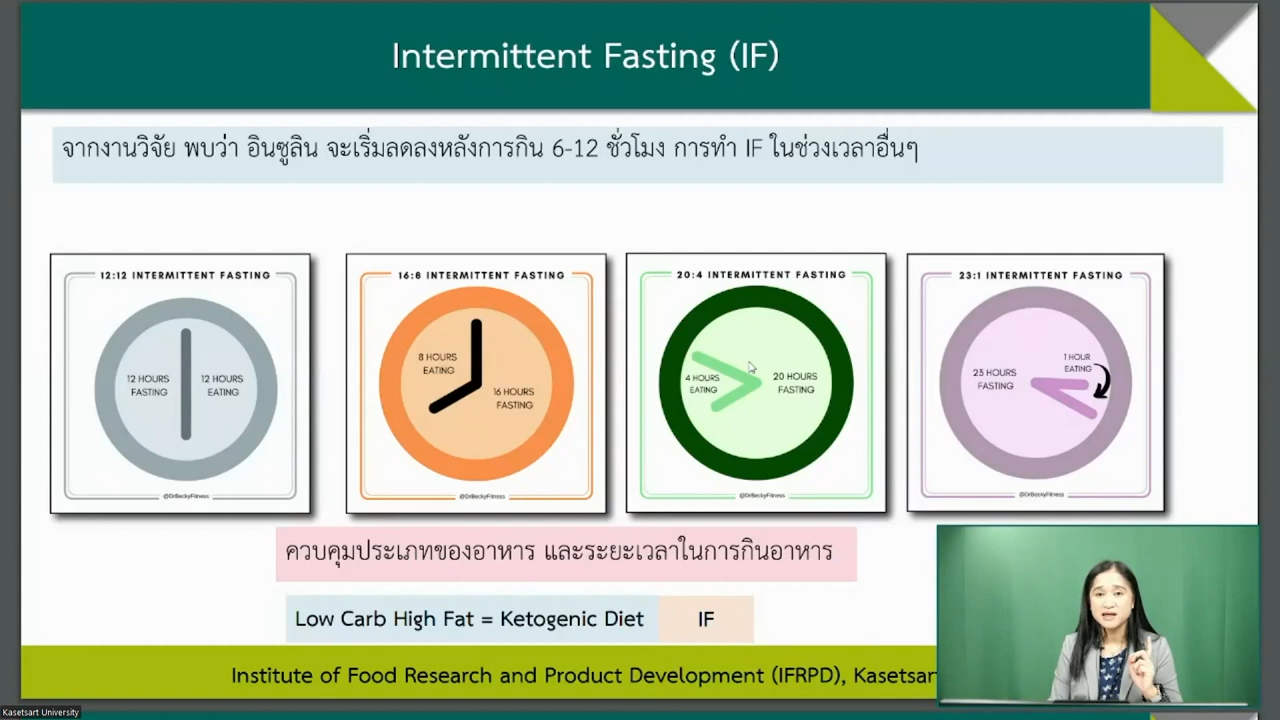 Intermittent Fasting (IF)
จากงานวิจัย พบว่า อินซูลิน จะเริ่มลดลงหลังการกิน 6-12 ชั่วโมง การทำ IF ในช่วงเวลาอื่นๆ
12:12 INTERMITTENT FASTING
12 HOURS
FASTING
12 HOURS
EATING
@DrBeckyFitness
16:8 INTERMITTENT FASTING
8 HOURS
EATING
16 HOURS
FASTING
@DrBeckyFitness
20:4 INTERMITTENT FASTING
4 HOURS
EATING
20 HOURS
FASTING
@DrBeckyFitness
23:1 INTERMITTENT FASTING
23 HOURS
FASTING
1 HOUR
EATING
@DrBeckyFitness
ควบคุมประเภทของอาหาร และระยะเวลาในการกินอาหาร
Low Carb High Fat = Ketogenic Diet IF
Institute of Food Research and Product Development (IFRPD), Kasetsar
Kasetsart University